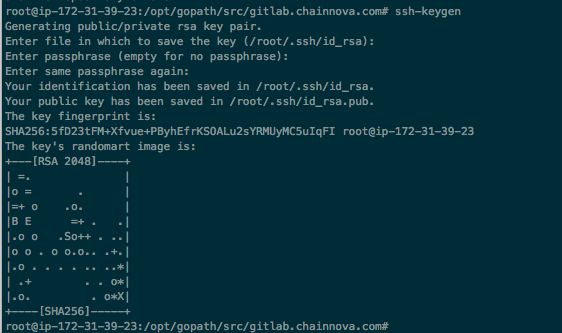 root@ip-172-31-39-23:/opt/gopath/src/gitlab.chainnova.com# ssh-keygen
Generating public/private rsa key pair.
Enter file in which to save the key (/root/.ssh/id_rsa):
Enter passphrase (empty for no passphrase):
Enter same passphrase again:
Your identification has been saved in /root/.ssh/id_rsa.
Your public key has been saved in /root/.ssh/id_rsa.pub.
The key fingerprint is:
SHA256:5fD23tFM+Xfvue+P8yhEfrKSOALu2sYRMUyMC5uIqFI root@ip-172-31-39-23
The key's randomart image is:
+---[RSA 2048]----+
| =.              |
|o =       .      |
|=+ o    .o.      |
|B E      =+ .   .|
|.o o   .So++ . ..|
|o o . o o.o.. .+.|
|.o . . . . .. ..*|
| .+        . . o*|
|.o.         . o*X|
+----[SHA256]-----+
root@ip-172-31-39-23:/opt/gopath/src/gitlab.chainnova.com#